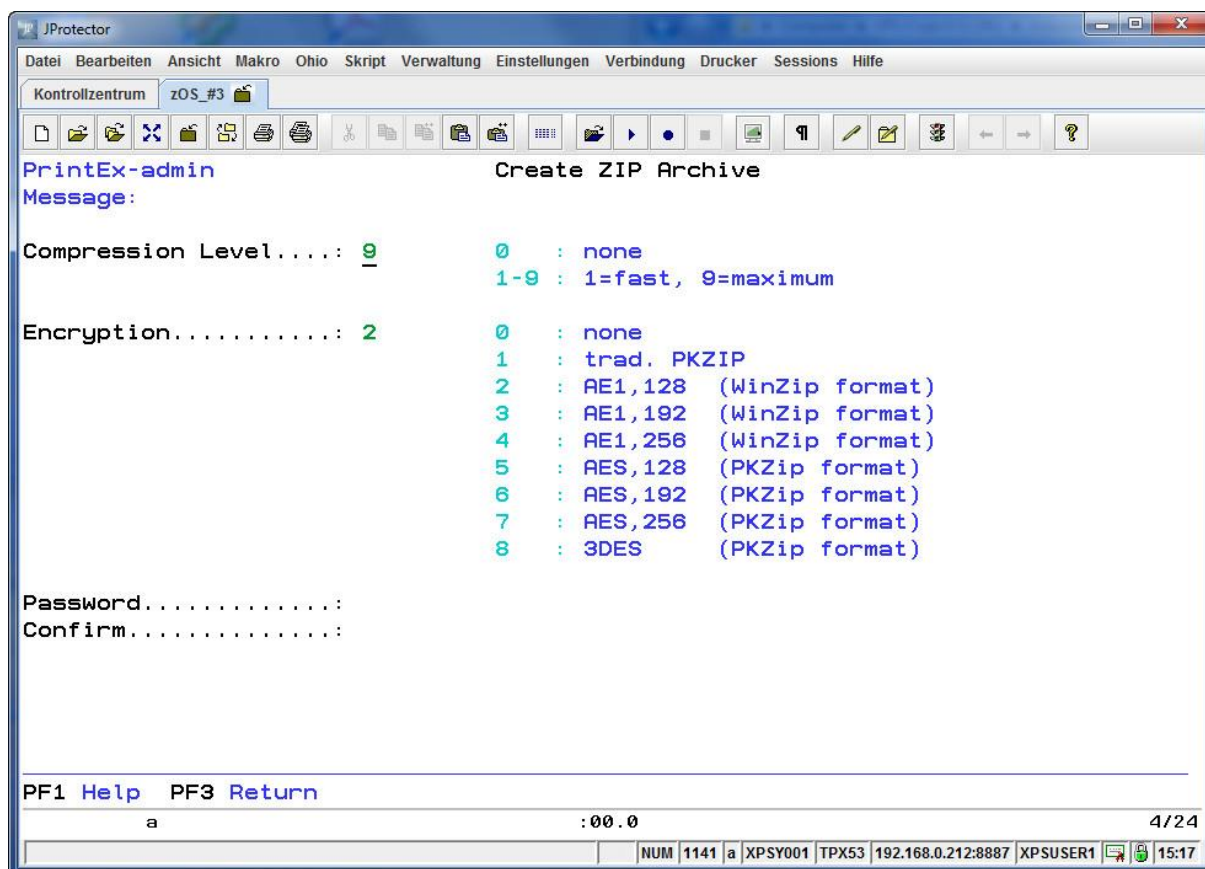 JProtector
Datei Bearbeiten Ansicht Makro Ohio Skript Verwaltung Einstellungen Verbindung Drucker Sessions Hilfe
Kontrollzentrum zOS_#3
PrintEx-admin Create ZIP Archive
Message:
Compression Level....: 9 0 : none
1-9 : 1=fast, 9=maximum
Encryption...........: 2 0 : none
1 : trad. PKZIP
2 : AE1,128 (WinZip format)
3 : AE1,192 (WinZip format)
4 : AE1,256 (WinZip format)
5 : AES,128 (PKZip format)
6 : AES,192 (PKZip format)
7 : AES,256 (PKZip format)
8 : 3DES (PKZip format)
Password.............:
Confirm..............:
PF1 Help PF3 Return
a :00.0 4/24
NUM 1141 a XPSY001 TPX53 192.168.0.212:8887 XPSUSER1 15:17